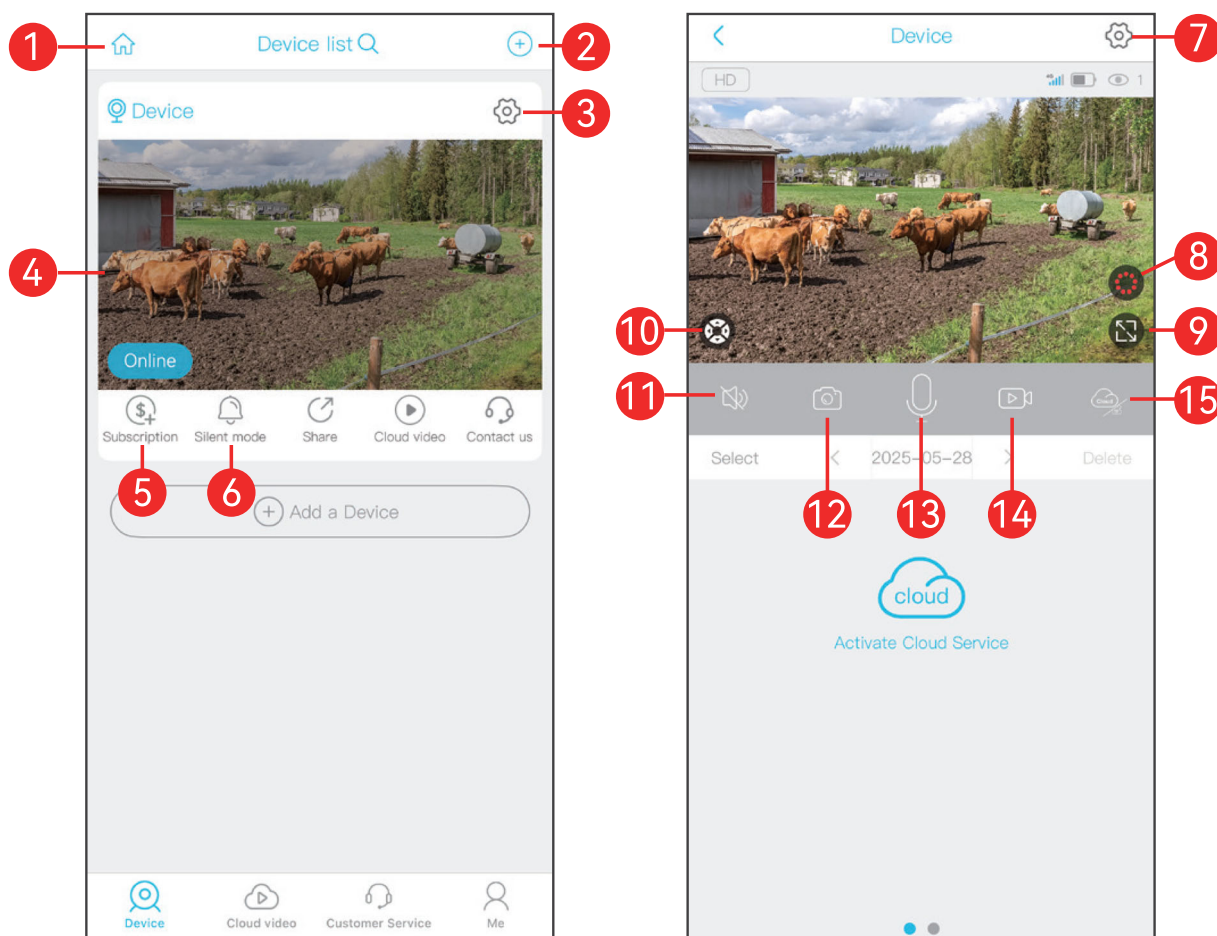 1
Device list
2
Device
3
4
Online
Subscription
Silent mode
Share
Cloud video
Contact us
5
6
Add a Device
Device
Cloud video
Customer Service
Me
Device
7
HD
4G
1
8
9
10
11
15
Select
<
2025-05-28
>
Delete
12
13
14
cloud
Activate Cloud Service